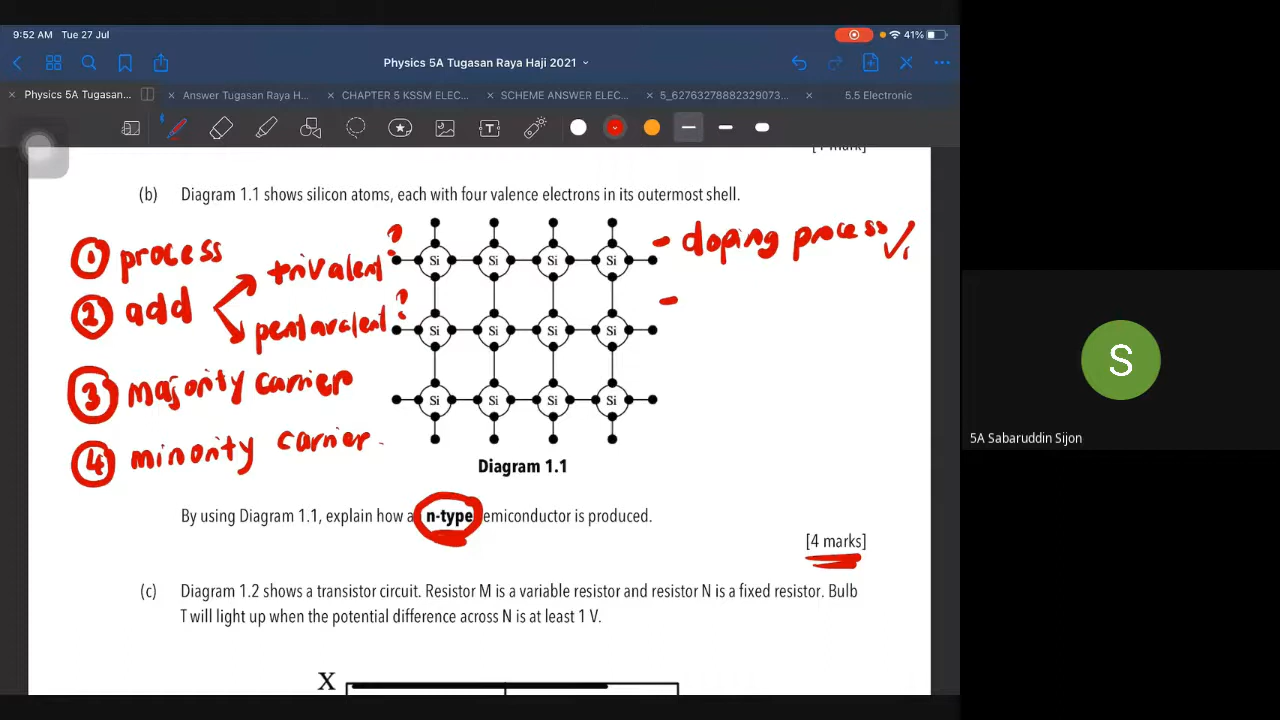 9:52 AM Tue 27 Jul
41%
Physics 5A Tugasan Raya Haji 2021
Physics 5A Tugasan...
Answer Tugasan Raya H...
CHAPTER 5 KSSM ELEC...
SCHEME ANSWER ELEC...
5_62763278882329073...
5.5 Electronic
(b) Diagram 1.1 shows silicon atoms, each with four valence electrons in its outermost shell.
① process
② add
trivalent?
pentavalent?
③ majority carrier
④ minority carrier.
Si Si Si Si
Si Si Si Si
Si Si Si Si
- doping process ✓
-
Diagram 1.1
By using Diagram 1.1, explain how a n-type semiconductor is produced.
[4 marks]
(c) Diagram 1.2 shows a transistor circuit. Resistor M is a variable resistor and resistor N is a fixed resistor. Bulb
T will light up when the potential difference across N is at least 1 V.
X
S
5A Sabaruddin Sijon